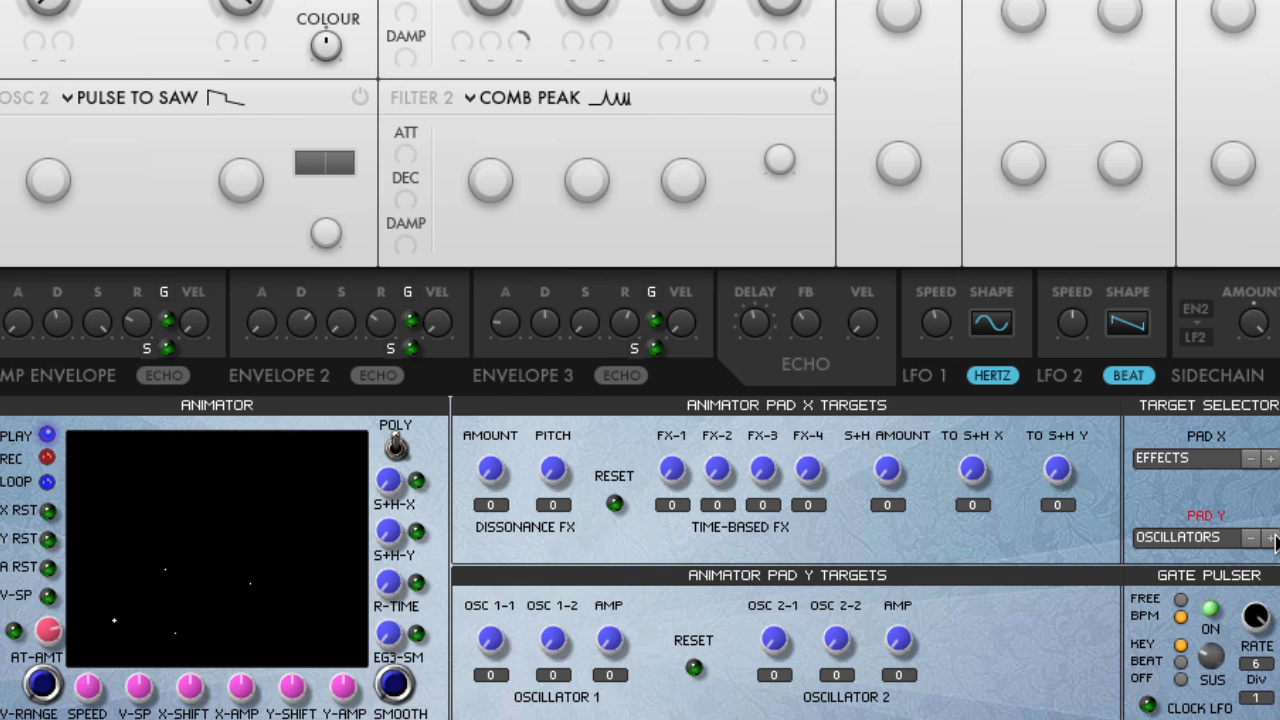 COLOUR
DAMP
OSC 2 PULSE TO SAW
FILTER 2 COMB PEAK
ATT
DEC
DAMP
A D S R G VEL
S
A D S R G VEL
S
A D S R G VEL
S
DELAY FB VEL
ECHO
SPEED SHAPE
SPEED SHAPE
EN2
LF2
AMOUN
MP ENVELOPE ECHO
ENVELOPE 2 ECHO
ENVELOPE 3 ECHO
LFO 1 HERTZ
LFO 2 BEAT
SIDECHAIN
ANIMATOR
PLAY
REC
LOOP
X RST
Y RST
A RST
V-SP
AT-AMT
POLY
S+H-X
S+H-Y
R-TIME
EG3-SM
V-RANGE SPEED V-SP X-SHIFT X-AMP Y-SHIFT Y-AMP SMOOTH
ANIMATOR PAD X TARGETS
AMOUNT PITCH
RESET
FX-1 FX-2 FX-3 FX-4 S+H AMOUNT TO S+H X TO S+H Y
0 0 0 0 0 0 0 0 0
DISSONANCE FX
TIME-BASED FX
ANIMATOR PAD Y TARGETS
OSC 1-1 OSC 1-2 AMP
RESET
OSC 2-1 OSC 2-2 AMP
0 0 0 0 0 0
OSCILLATOR 1
OSCILLATOR 2
TARGET SELECTOR
PAD X
EFFECTS - +
PAD Y
OSCILLATORS - +
GATE PULSER
FREE
BPM
ON
KEY
BEAT
OFF
SUS
RATE
6
Div
1
CLOCK LFO